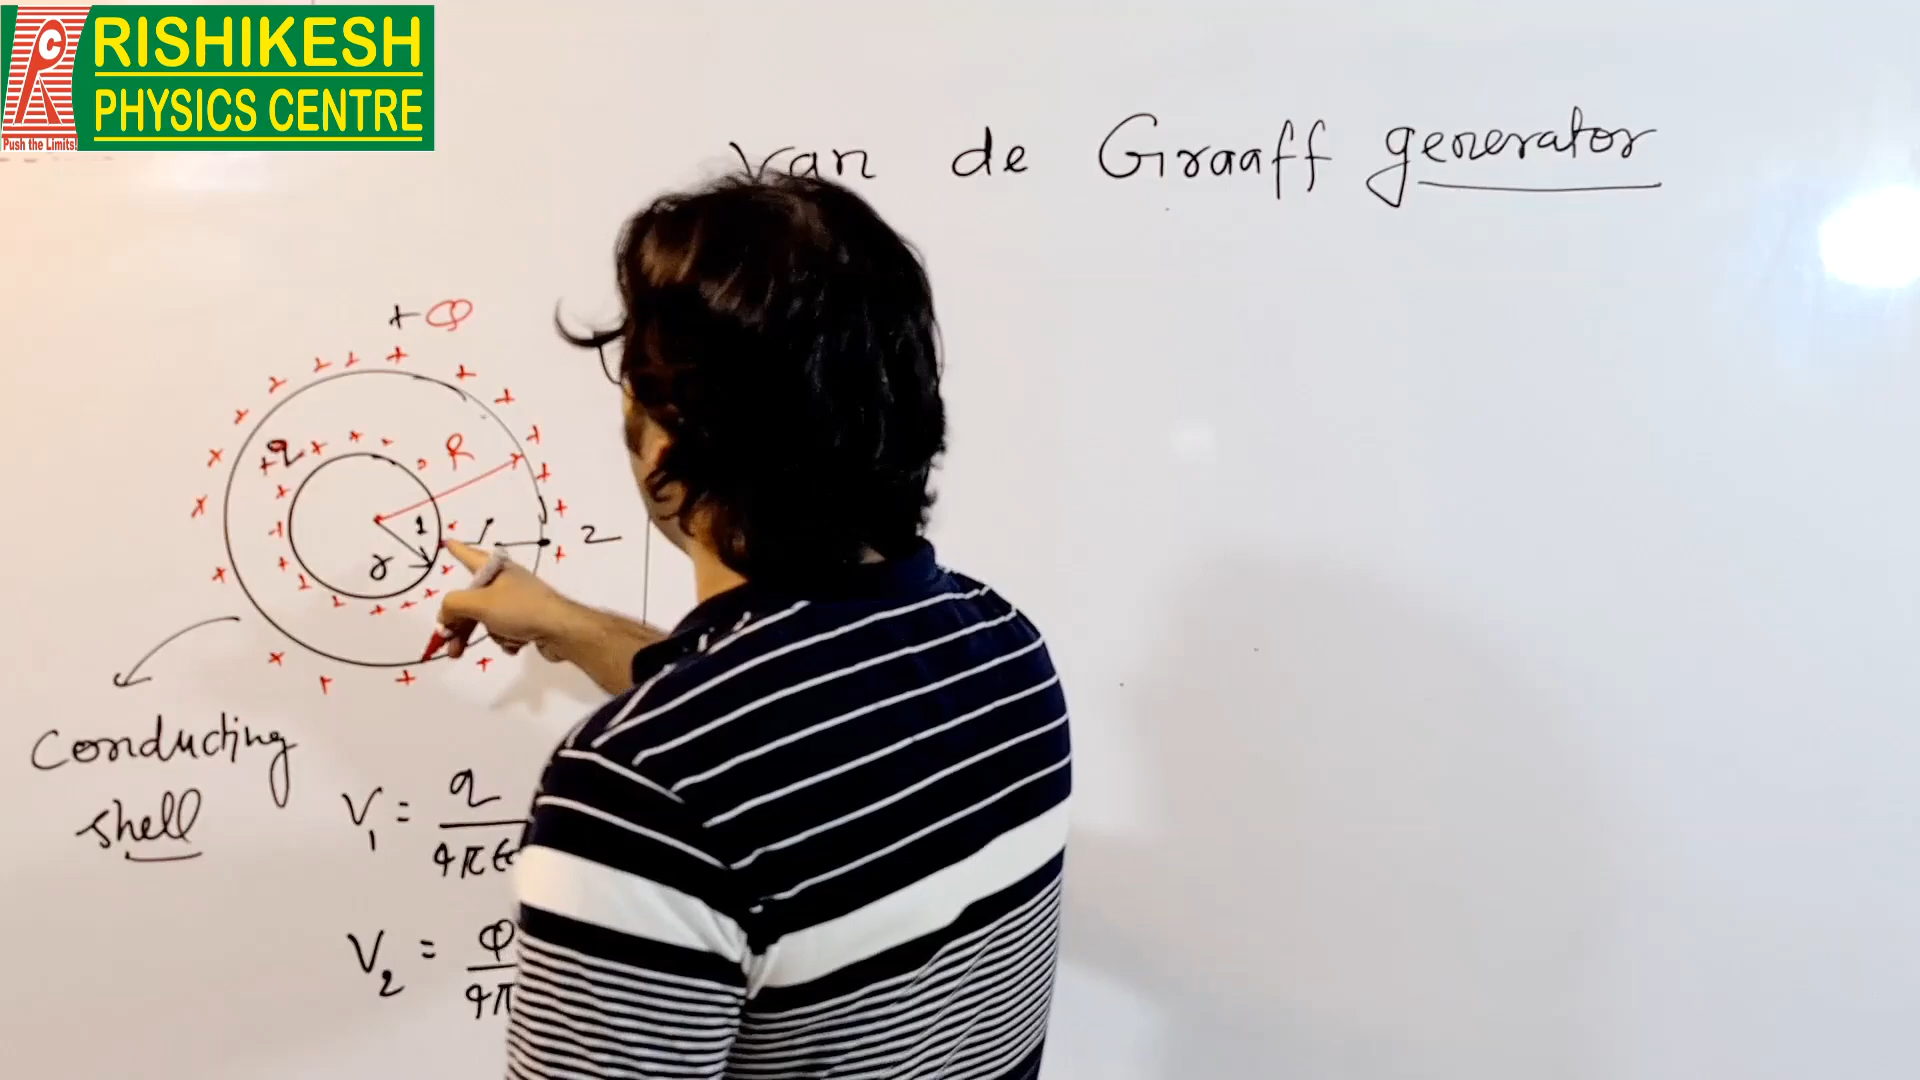 RISHIKESH
PHYSICS CENTRE
Push the Limits!
Van de Graaff generator
+Q
+q
R
1
2
r
Conducting
shell
V₁ = q
4πϵ
V₂ = Q
4π